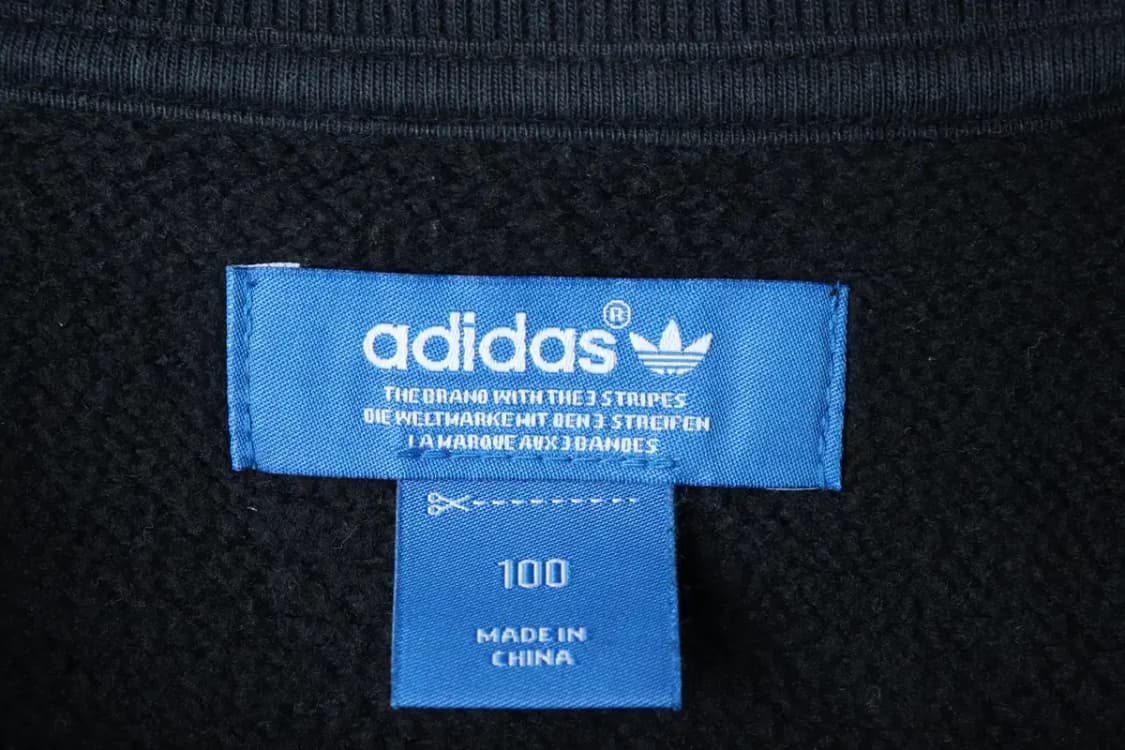 adidas®
THE BRAND WITH THE 3 STRIPES
DIE WELTMARKE MIT DEN 3 STREIFEN
LA MARQUE AUX 3 BANDES
100
MADE IN
CHINA